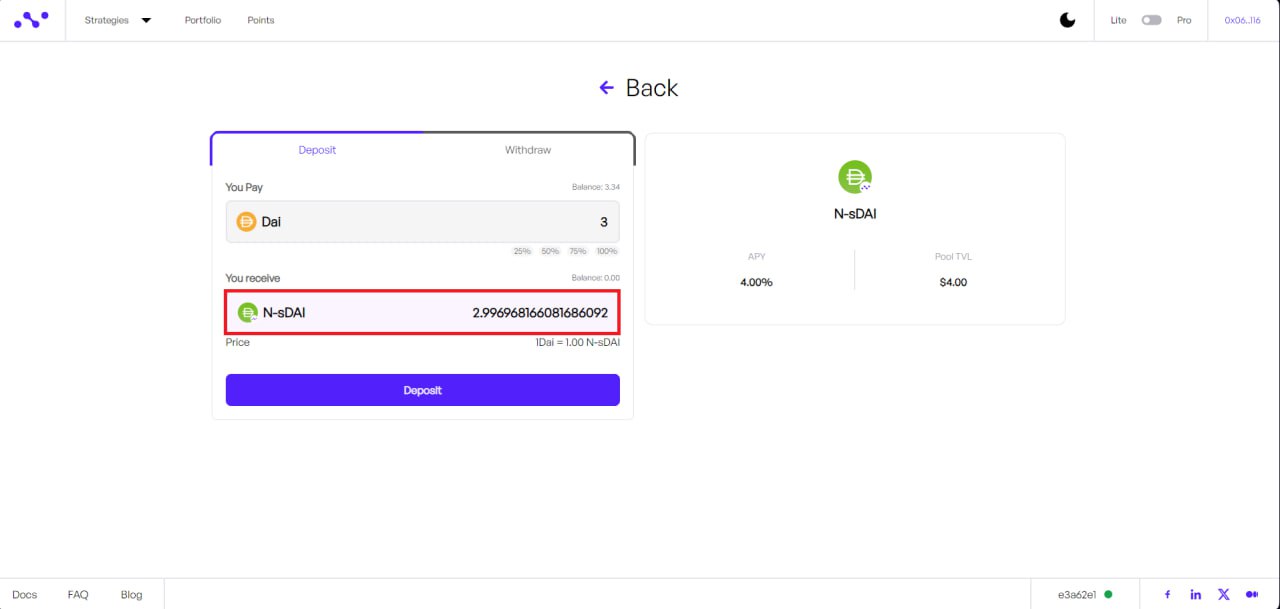 Strategies Portfolio Points Lite Pro 0x06..116
Back
Deposit Withdraw
You Pay Balance: 3.34
Dai 3
25% 50% 75% 100%
You receive Balance: 0.00
N-sDAI 2.996968166081686092
Price 1Dai = 1.00 N-sDAI
Deposit
N-sDAI
APY Pool TVL
4.00% $4.00
Docs FAQ Blog e3a62e1